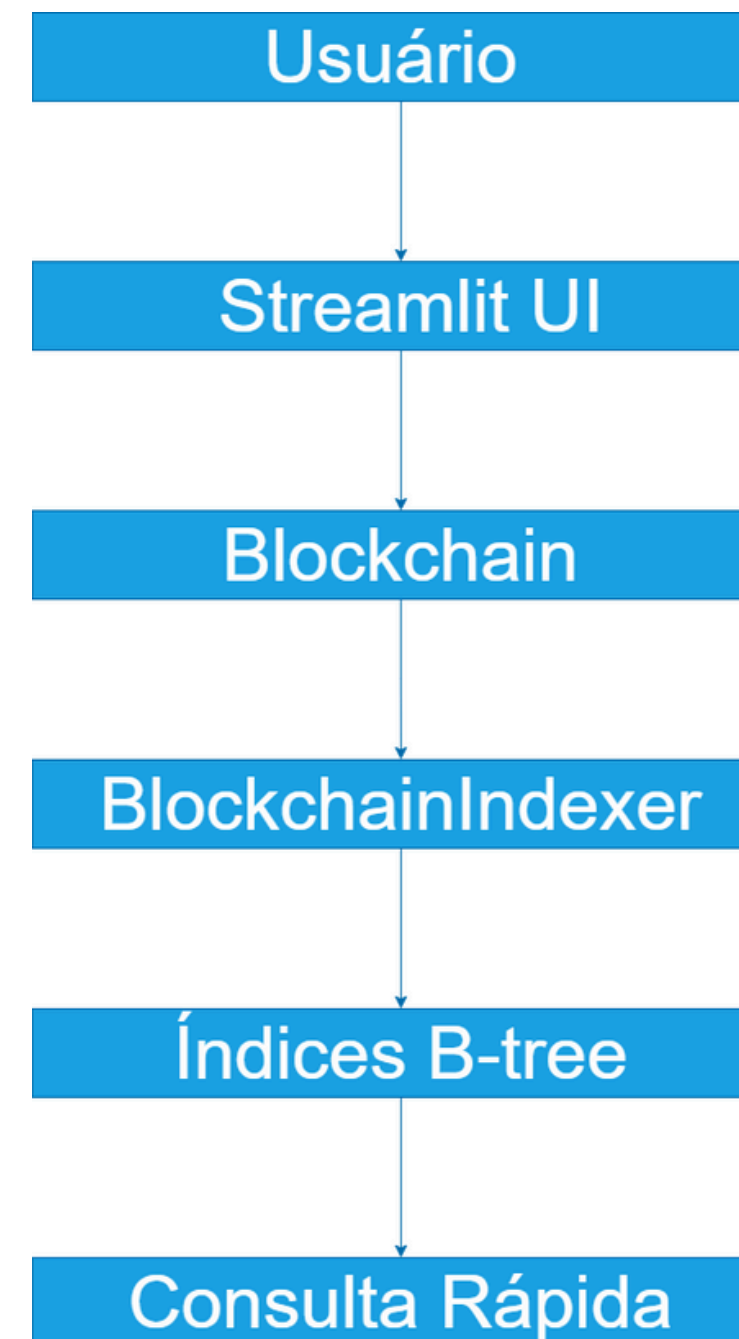 Usuário
Streamlit UI
Blockchain
BlockchainIndexer
Índices B-tree
Consulta Rápida